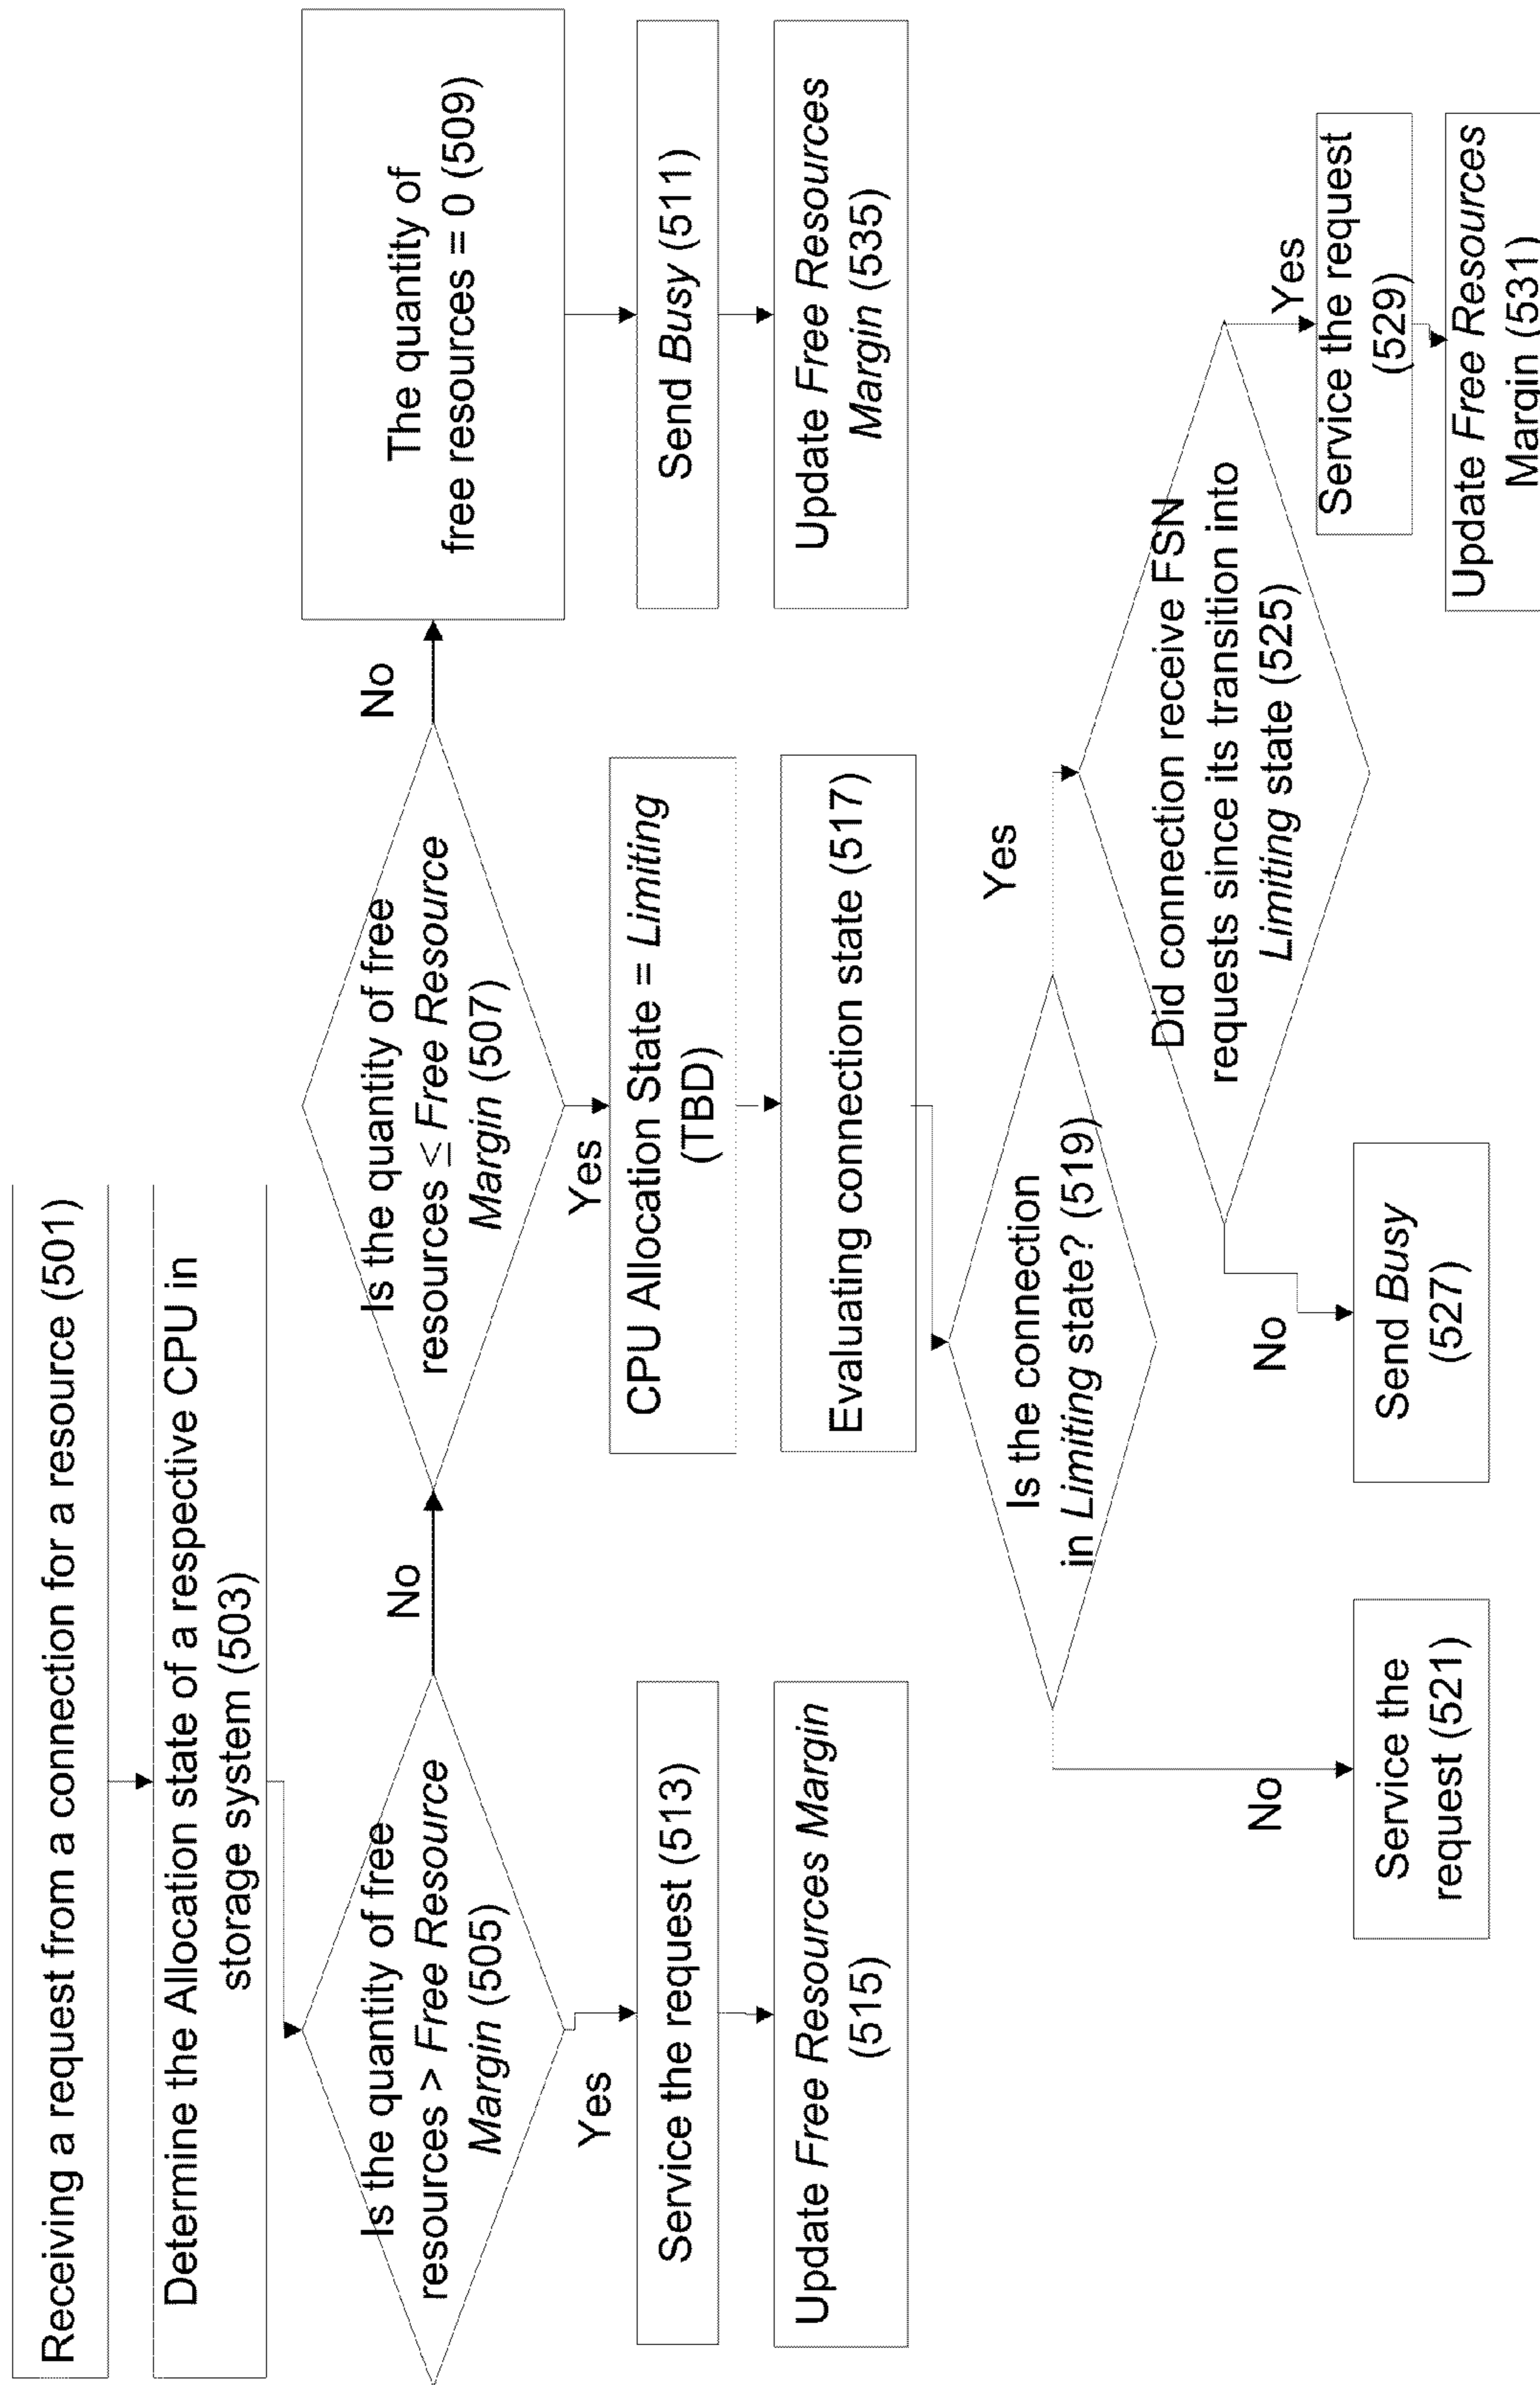 Receiving a request from a connection for a resource (501)
Determine the Allocation state of a respective CPU in
storage system (503)
Is the quantity of free
resources > Free Resource
Margin (505)
No
Yes
Service the request (513)
Update Free Resources Margin
(515)
Is the quantity of free
resources ≤ Free Resource
Margin (507)
No
Yes
The quantity of
free resources = 0 (509)
Send Busy (511)
Update Free Resources
Margin (535)
CPU Allocation State = Limiting
(TBD)
Evaluating connection state (517)
Is the connection
in Limiting state? (519)
No
Yes
Service the
request (521)
Did connection receive FSN
requests since its transition into
Limiting state (525)
No
Yes
Send Busy
(527)
Service the request
(529)
Update Free Resources
Margin (531)